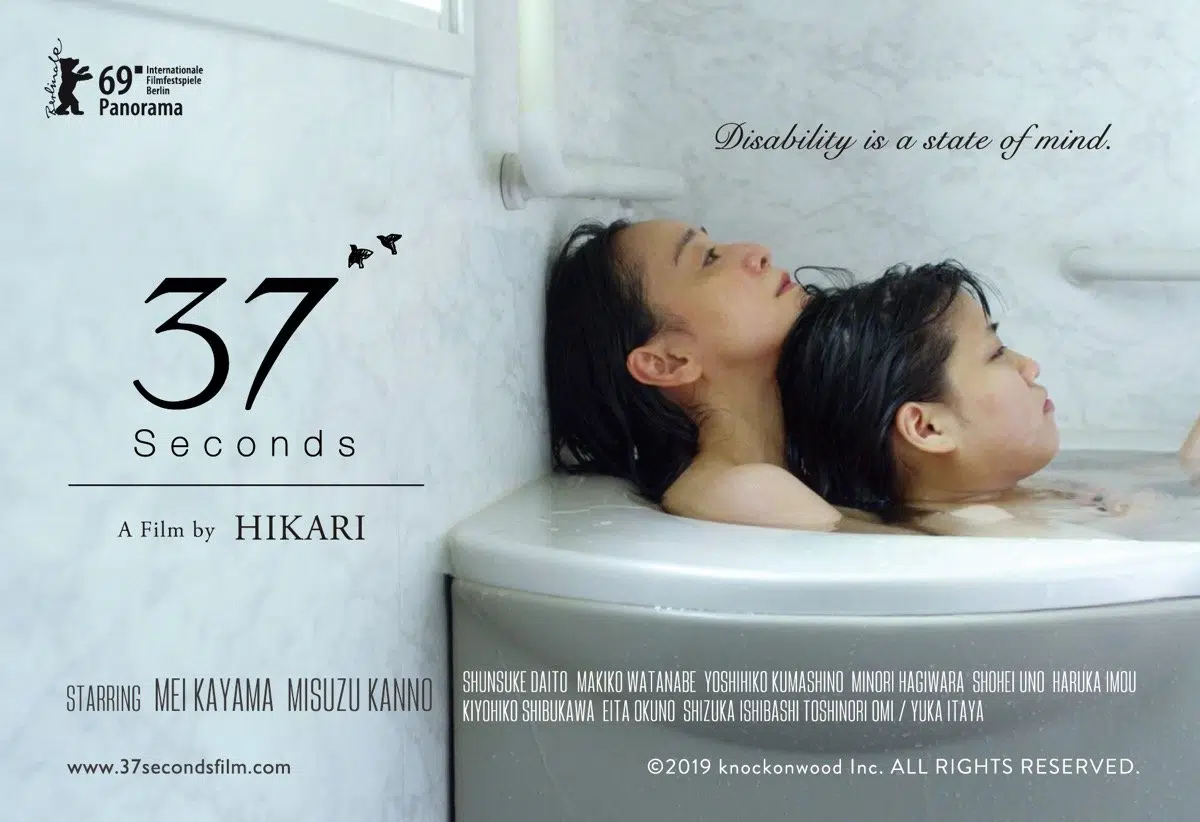 Berlinale
69 Internationale
Filmfestspiele
Berlin
Panorama
Disability is a state of mind.
37
Seconds
A Film by HIKARI
STARRING MEI KAYAMA MISUZU KANNO
SHUNSUKE DAITO MAKIKO WATANABE YOSHIHIKO KUMASHINO MINORI HAGIWARA SHOHEI UNO HARUKA IMOU
KIYOHIKO SHIBUKAWA EITA OKUNO SHIZUKA ISHIBASHI TOSHINORI OMI / YUKA ITAYA
www.37secondsfilm.com
©2019 knockonwood Inc. ALL RIGHTS RESERVED.